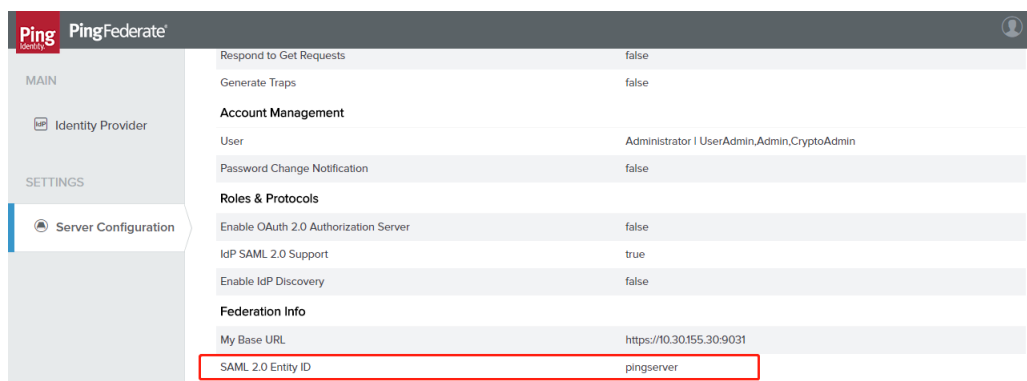 Ping
Identity.
PingFederate®
Respond to Get Requests false
MAIN
Generate Traps false
Account Management
IdP Identity Provider
User Administrator | UserAdmin,Admin,CryptoAdmin
Password Change Notification false
SETTINGS
Roles & Protocols
Server Configuration
Enable OAuth 2.0 Authorization Server false
IdP SAML 2.0 Support true
Enable IdP Discovery false
Federation Info
My Base URL https://10.30.155.30:9031
SAML 2.0 Entity ID pingserver